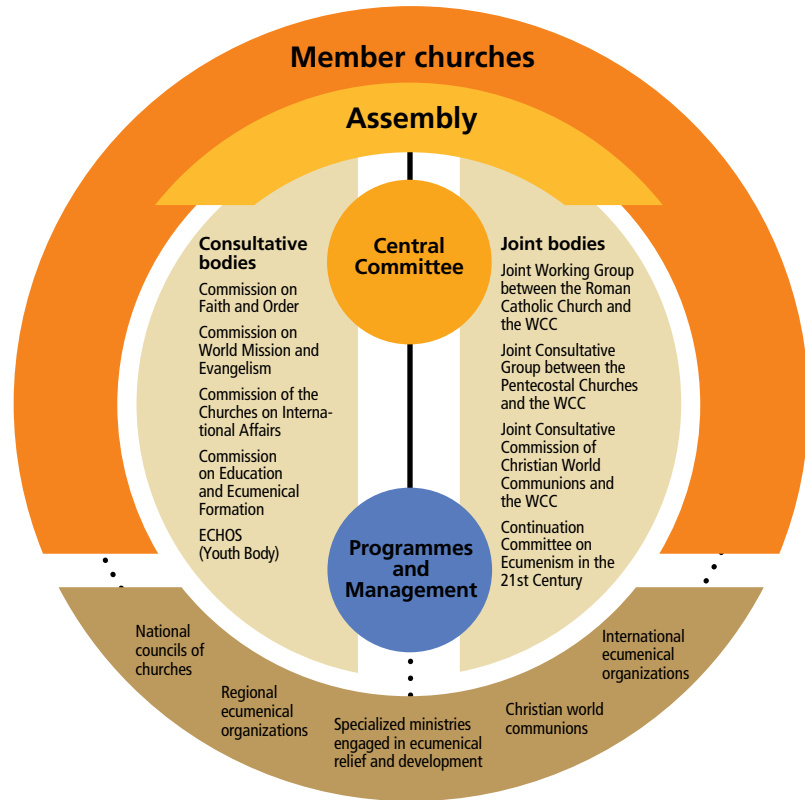 Member churches
Assembly
Consultative
bodies
Commission on
Faith and Order
Commission on
World Mission and
Evangelism
Commission of the
Churches on Interna-
tional Affairs
Commission
on Education
and Ecumenical
Formation
ECHOS
(Youth Body)
Central
Committee
Programmes
and
Management
Joint bodies
Joint Working Group
between the Roman
Catholic Church and
the WCC
Joint Consultative
Group between the
Pentecostal Churches
and the WCC
Joint Consultative
Commission of
Christian World
Communions and
the WCC
Continuation
Committee on
Ecumenism in the
21st Century
National
councils of
churches
Regional
ecumenical
organizations
Specialized ministries
engaged in ecumenical
relief and development
Christian world
communions
International
ecumenical
organizations